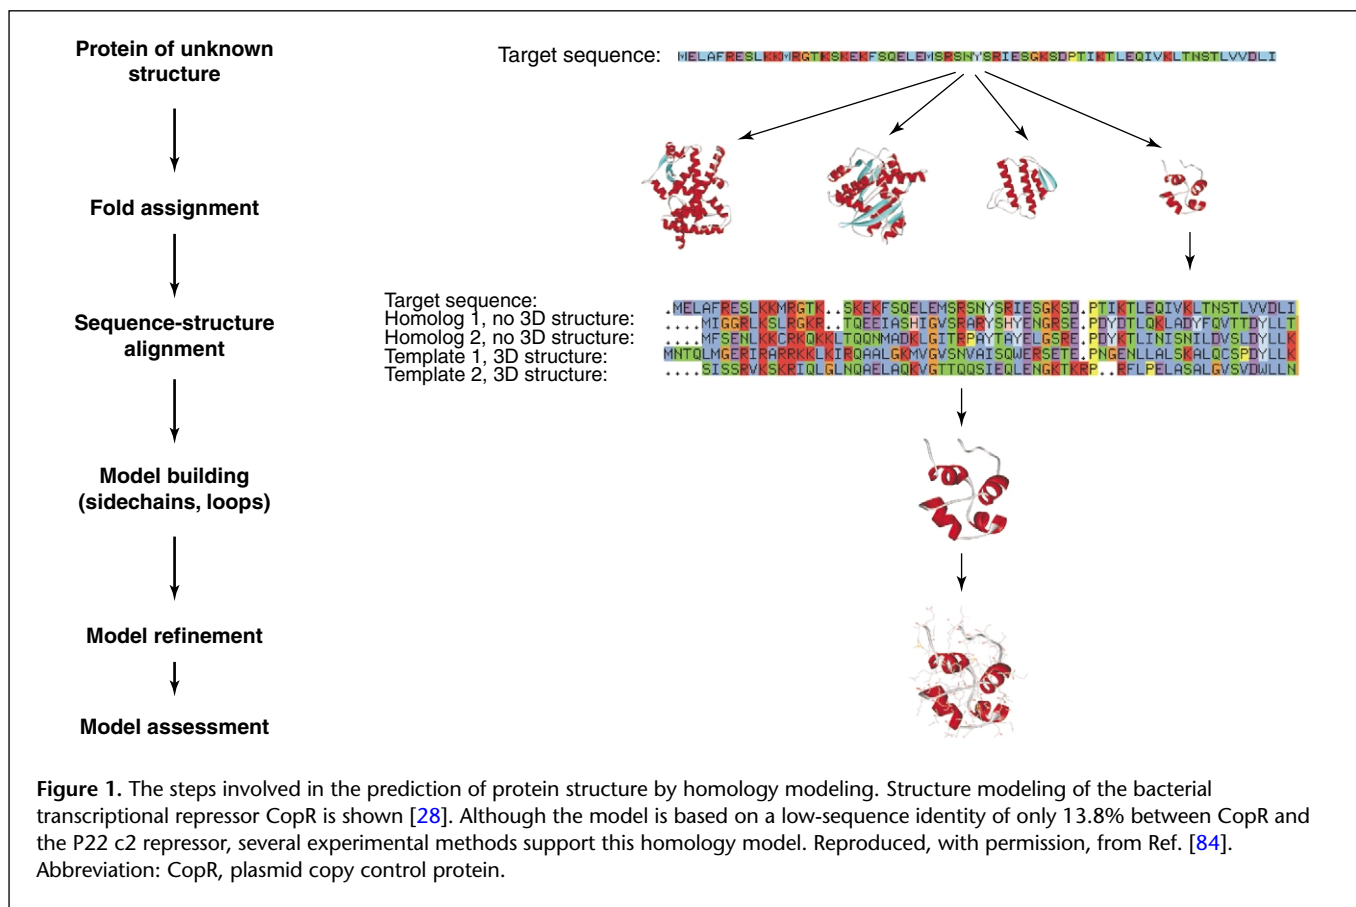 Protein of unknown
structure
Target sequence: MELAFRESLKKMRGTKSKEKFSQELEMSRSNYSRIESGKSDPTIKTLEQIVKLTNSTLVVDLI
Fold assignment
Sequence-structure
alignment
Target sequence: .MELAFRESLKKMRGTK..SKEKFSQELEMSRSNYSRIESGKSD.PTIKTLEQIVKLTNSTLVVDLI
Homolog 1, no 3D structure: ....MIGGRLKSLRGKR..TQEEIASHIGVSRARYSHYENGRSE.PDYDTLQKLADYFQVTTDYLLT
Homolog 2, no 3D structure: ....MFSENLKKCRKQKKLTQQNMADKLGITRPAYTAYELGSRE.PDYKTLINISNILDVSLDYLLK
Template 1, 3D structure: MNTQLMGERIRARRKKLKIRQAALGKMVGVSNVAISQWERSETE.PNGENLLALSKALQCSPDYLLK
Template 2, 3D structure: ....SISSRVKSKRIQLGLNQAELAQKVGTTQQSIEQLENGKTKRP..RFLPELASALGVSVDWLLN
Model building
(sidechains, loops)
Model refinement
Model assessment
Figure 1. The steps involved in the prediction of protein structure by homology modeling. Structure modeling of the bacterial
transcriptional repressor CopR is shown [28]. Although the model is based on a low-sequence identity of only 13.8% between CopR and
the P22 c2 repressor, several experimental methods support this homology model. Reproduced, with permission, from Ref. [84].
Abbreviation: CopR, plasmid copy control protein.